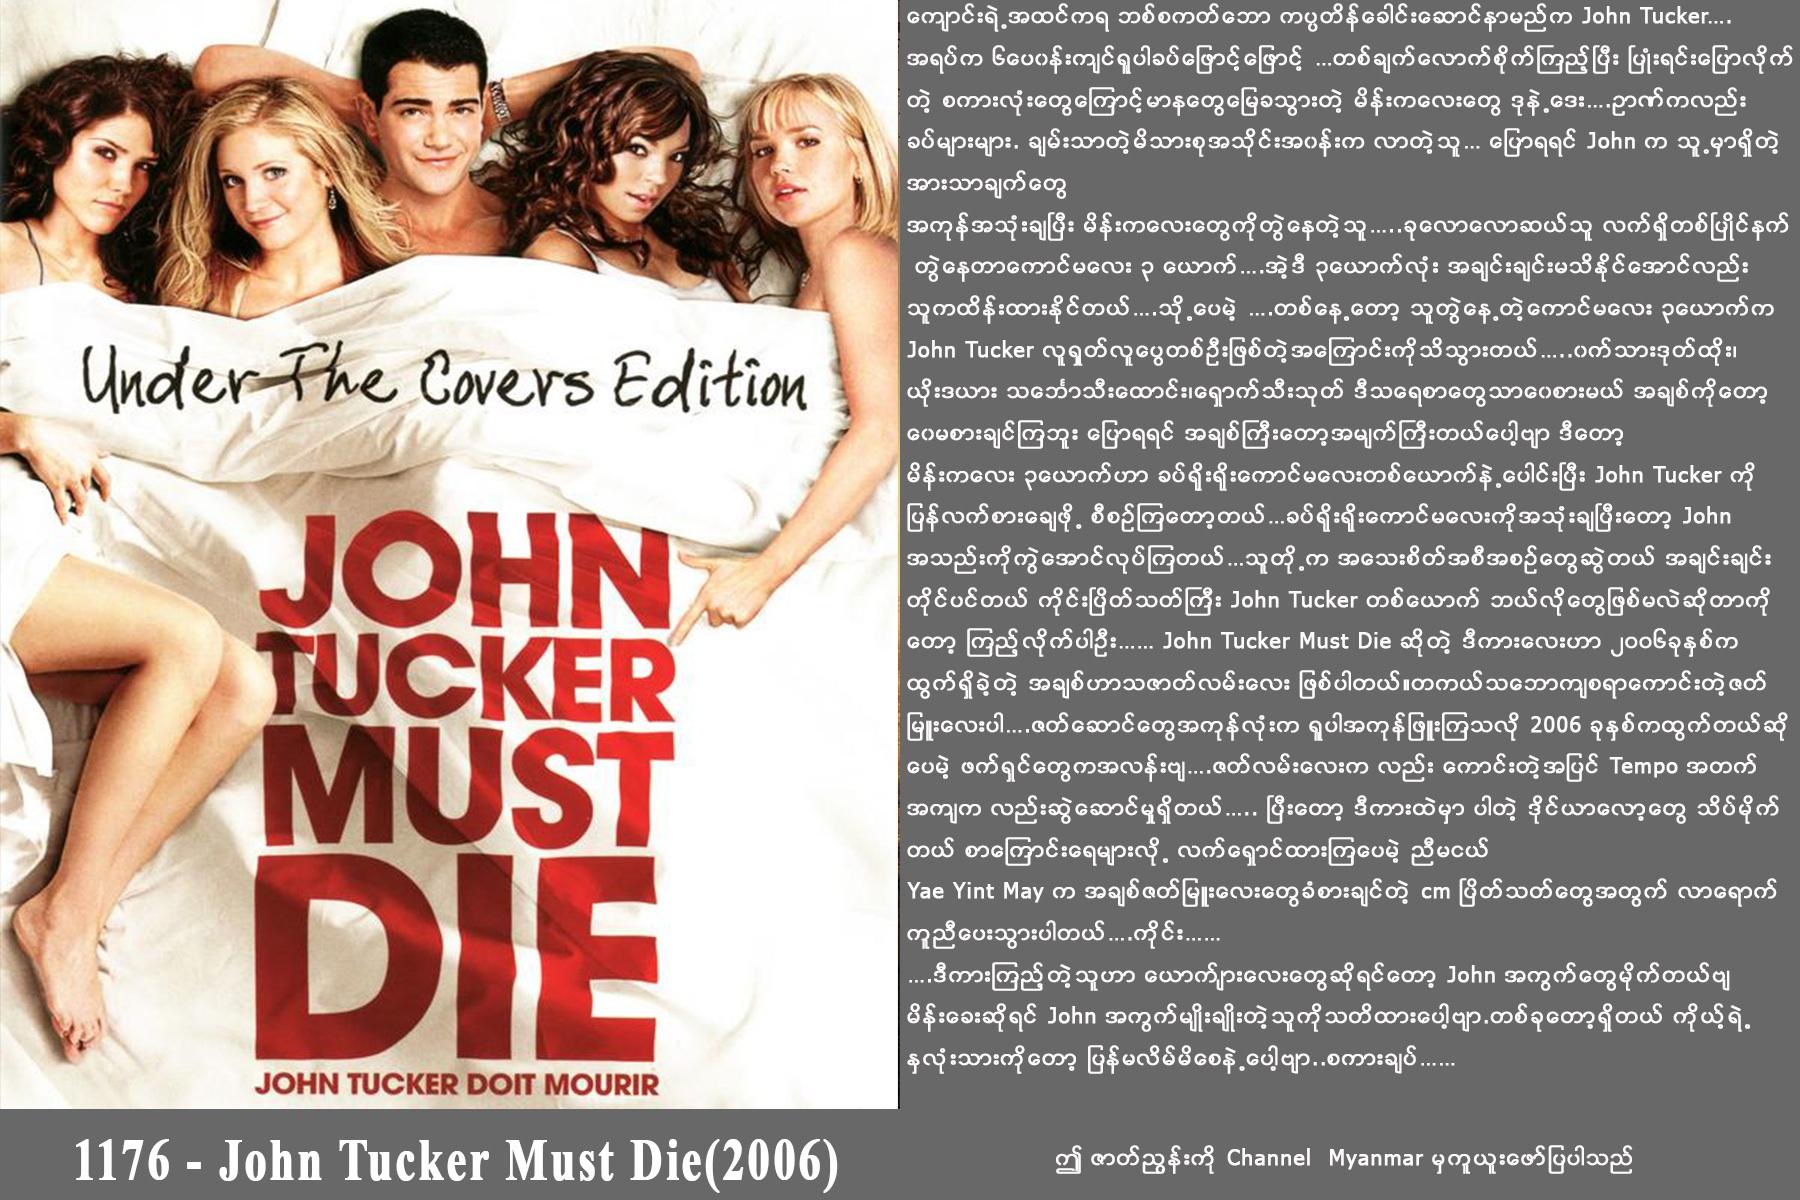 Under The Covers Edition
JOHN
TUCKER
MUST
DIE
JOHN TUCKER DOIT MOURIR
1176 - John Tucker Must Die(2006)
ကျောင်းရဲ့အထင်ကရ ဘစ်စကတ်ဘော ကပ္ပတိန်ခေါင်းဆောင်နာမည်က John Tucker....
အရပ်က ၆ပေဝန်းကျင်ရူပါခပ်ဖြောင့်ဖြောင့် ...တစ်ချက်လောက်စိုက်ကြည့်ပြီး ပြုံးရင်းပြောလိုက်
တဲ့ စကားလုံးတွေကြောင့်မာနတွေမြေခသွားတဲ့ မိန်းကလေးတွေ ဒုနဲ့ဒေး....ဉာဏ်ကလည်း
ခပ်များများ. ချမ်းသာတဲ့မိသားစုအသိုင်းအဝန်းက လာတဲ့သူ... ပြောရရင် John က သူ့မှာရှိတဲ့
အားသာချက်တွေ
အကုန်အသုံးချပြီး မိန်းကလေးတွေကိုတွဲနေတဲ့သူ.....ခုလောလောဆယ်သူ လက်ရှိတစ်ပြိုင်နက်
တွဲနေတာကောင်မလေး ၃ ယောက်....အဲ့ဒီ ၃ယောက်လုံး အချင်းချင်းမသိနိုင်အောင်လည်း
သူကထိန်းထားနိုင်တယ်....သို့ပေမဲ့ ....တစ်နေ့တော့ သူတွဲနေ့တဲ့ကောင်မလေး ၃ယောက်က
John Tucker လူရှုတ်လူပွေတစ်ဦးဖြစ်တဲ့အကြောင်းကိုသိသွားတယ်.....ဝက်သားဒုတ်ထိုး၊
ယိုးဒယား သင်္ဘောသီးထောင်း၊ရှောက်သီးသုတ် ဒီသရေစာတွေသာဝေစားမယ် အချစ်ကိုတော့
ဝေမစားချင်ကြဘူး ပြောရရင် အချစ်ကြီးတော့အမျက်ကြီးတယ်ပေါ့ဗျာ ဒီတော့
မိန်းကလေး ၃ယောက်ဟာ ခပ်ရိုးရိုးကောင်မလေးတစ်ယောက်နဲ့ပေါင်းပြီး John Tucker ကို
ပြန်လက်စားချေဖို့ စီစဉ်ကြတော့တယ်...ခပ်ရိုးရိုးကောင်မလေးကိုအသုံးချပြီးတော့ John
အသည်းကိုကွဲအောင်လုပ်ကြတယ်...သူတို့က အသေးစိတ်အစီအစဉ်တွေဆွဲတယ် အချင်းချင်း
တိုင်ပင်တယ် ကိုင်းပြိတ်သတ်ကြီး John Tucker တစ်ယောက် ဘယ်လိုတွေဖြစ်မလဲဆိုတာကို
တော့ ကြည့်လိုက်ပါဦး...... John Tucker Must Die ဆိုတဲ့ ဒီကားလေးဟာ ၂၀၀၆ခုနှစ်က
ထွက်ရှိခဲ့တဲ့ အချစ်ဟာသဇာတ်လမ်းလေး ဖြစ်ပါတယ်။တကယ်သဘောကျစရာကောင်းတဲ့ဇတ်
မြူးလေးပါ....ဇတ်ဆောင်တွေအကုန်လုံးက ရူပါအကုန်ဖြူးကြသလို 2006 ခုနှစ်ကထွက်တယ်ဆို
ပေမဲ့ ဖက်ရှင်တွေကအလန်းဗျ....ဇတ်လမ်းလေးက လည်း ကောင်းတဲ့အပြင် Tempo အတက်
အကျက လည်းဆွဲဆောင်မှုရှိတယ်..... ပြီးတော့ ဒီကားထဲမှာ ပါတဲ့ ဒိုင်ယာလော့တွေ သိပ်မိုက်
တယ် စာကြောင်းရေများလို့ လက်ရှောင်ထားကြပေမဲ့ ညီမငယ်
Yae Yint May က အချစ်ဇတ်မြူးလေးတွေခံစားချင်တဲ့ cm ပြိတ်သတ်တွေအတွက် လာရောက်
ကူညီပေးသွားပါတယ်....ကိုင်း......
....ဒီကားကြည့်တဲ့သူဟာ ယောက်ျားလေးတွေဆိုရင်တော့ John အကွက်တွေမိုက်တယ်ဗျ
မိန်းခေးဆိုရင် John အကွက်မျိုးချိုးတဲ့သူကိုသတိထားပေါ့ဗျာ.တစ်ခုတော့ရှိတယ် ကိုယ့်ရဲ့
နှလုံးသားကိုတော့ ပြန်မလိမ်မိစေနဲ့ပေါ့ဗျာ..စကားချပ်......
ဤ ဇာတ်ညွှန်းကို Channel Myanmar မှကူယူးဖော်ပြပါသည်